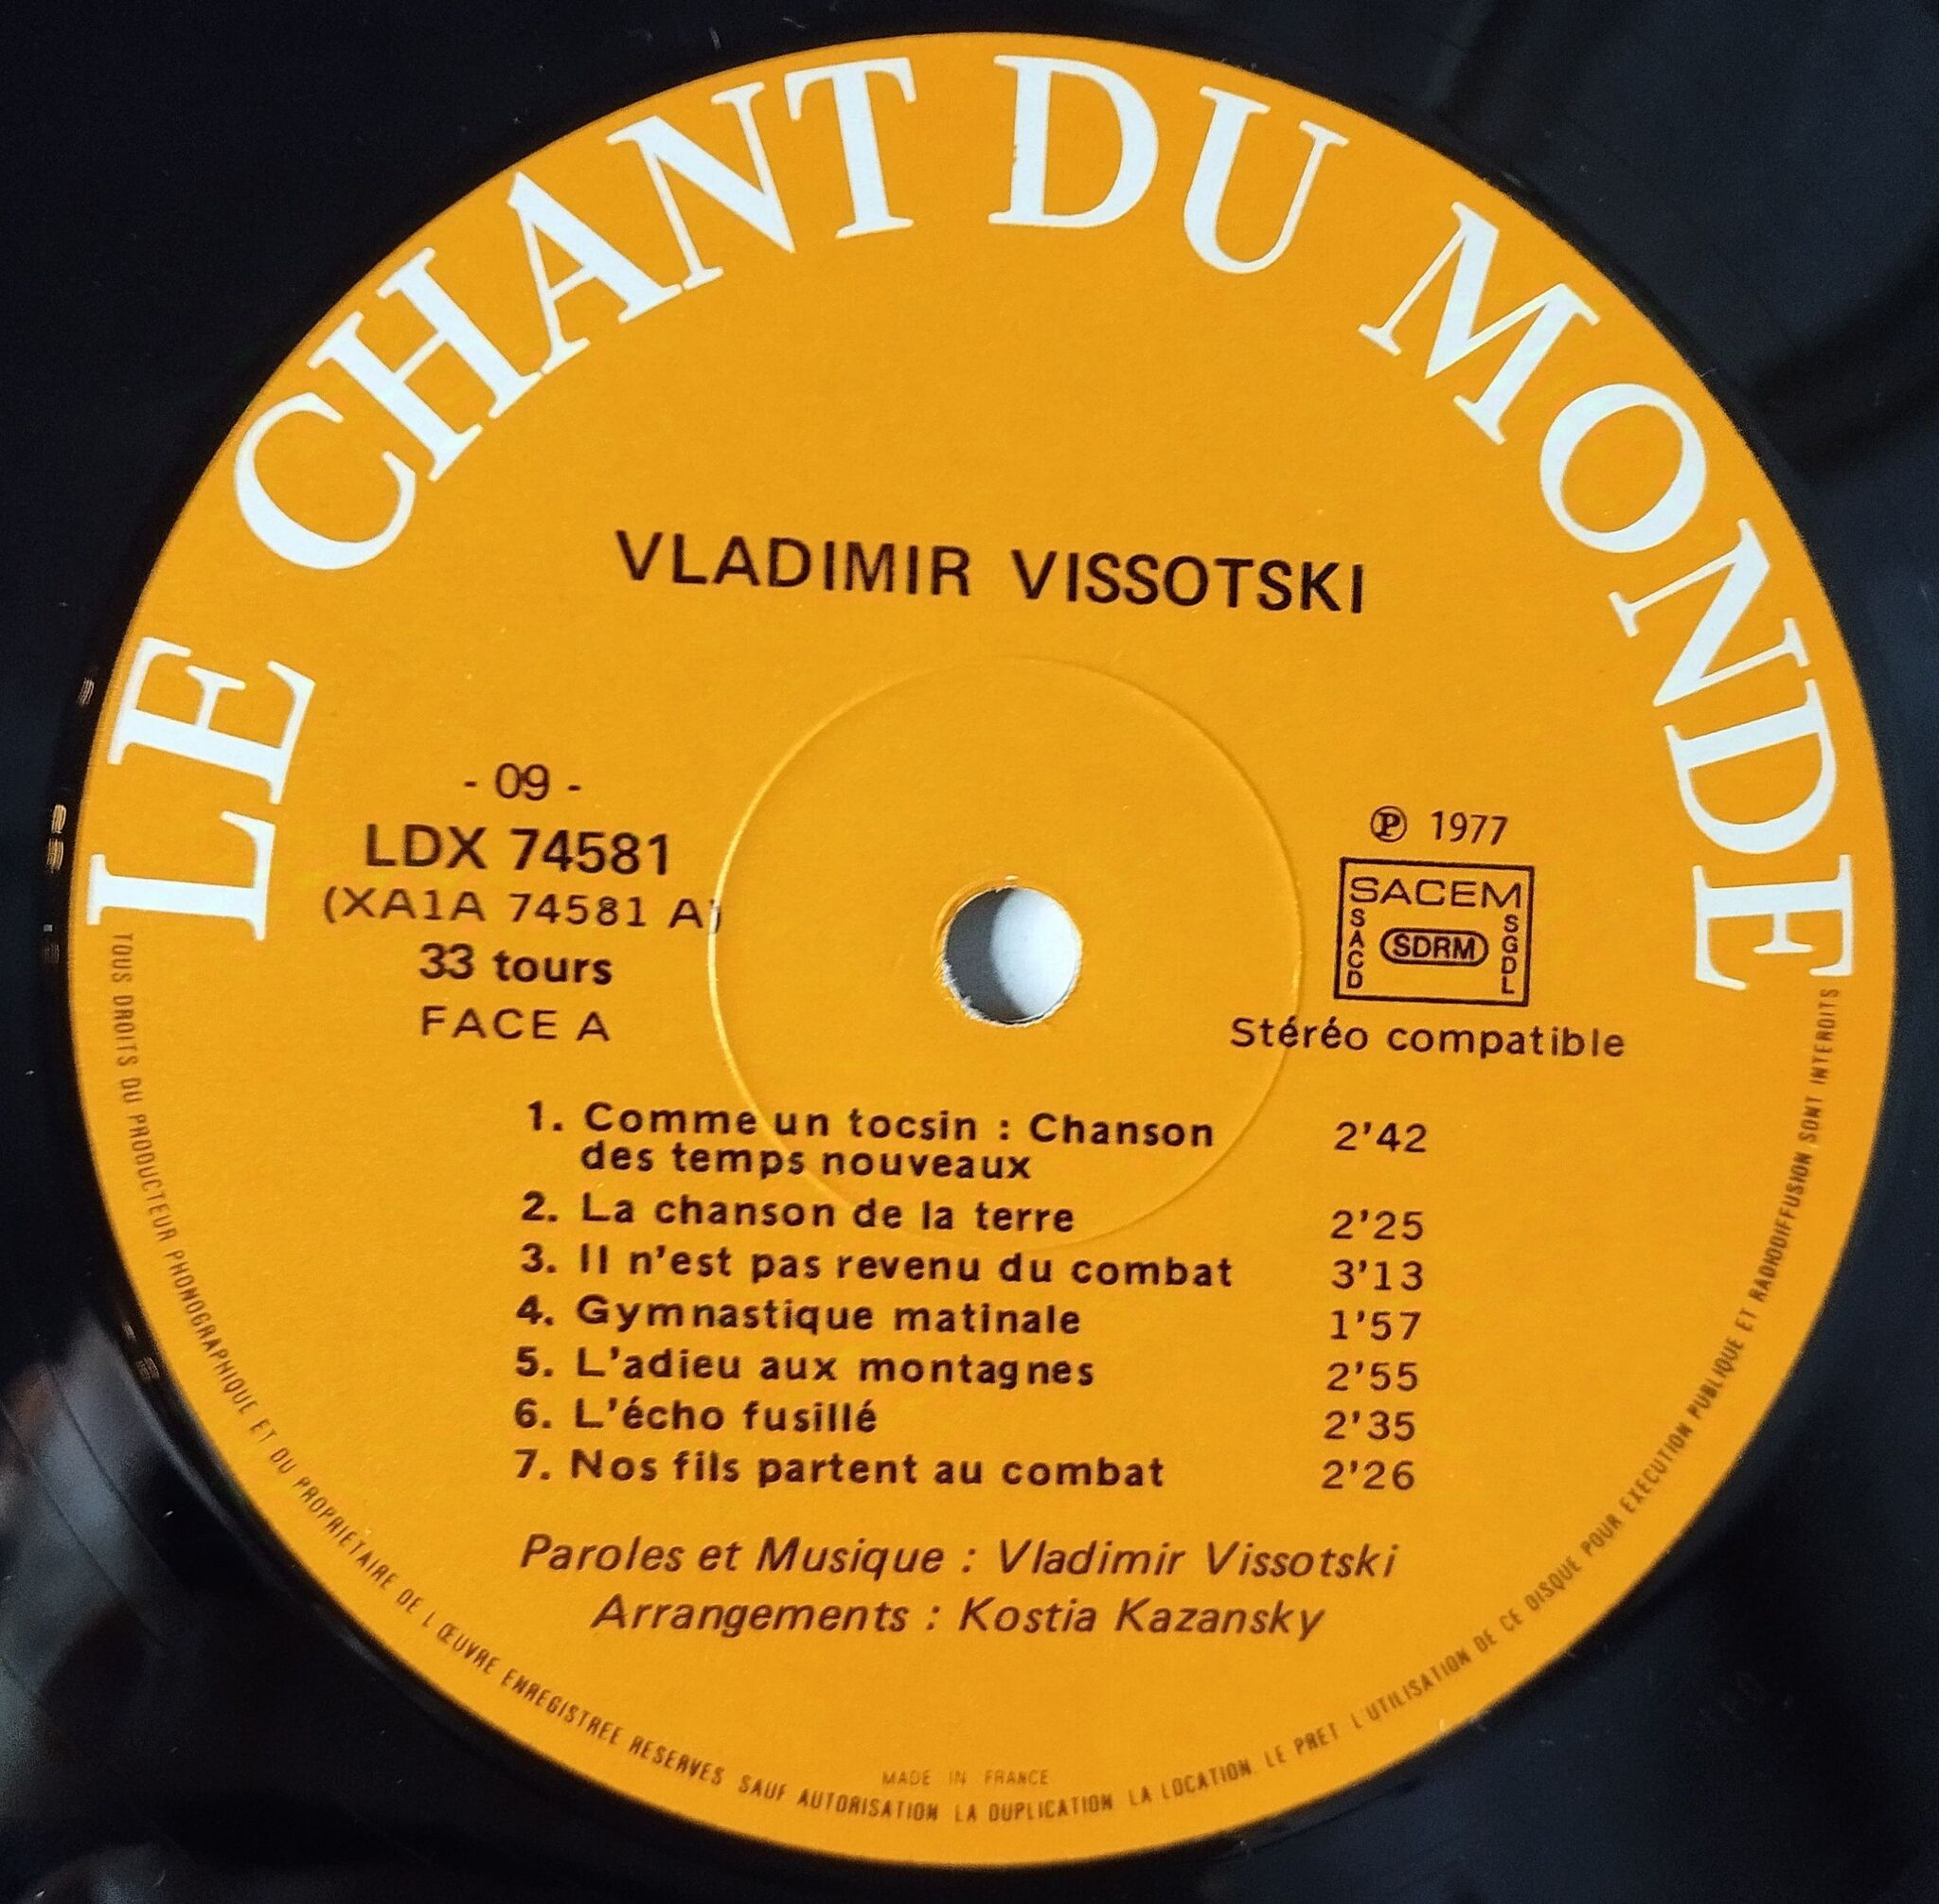 LE CHANT DU MONDE
VLADIMIR VISSOTSKI
- 09 -
LDX 74581
(XA1A 74581 A)
33 tours
FACE A
℗ 1977
SACEM
SACD
SDRM
SGDL
Stéréo compatible
1. Comme un tocsin : Chanson 2'42
des temps nouveaux
2. La chanson de la terre 2'25
3. Il n'est pas revenu du combat 3'13
4. Gymnastique matinale 1'57
5. L'adieu aux montagnes 2'55
6. L'écho fusillé 2'35
7. Nos fils partent au combat 2'26
Paroles et Musique : Vladimir Vissotski
Arrangements : Kostia Kazansky
MADE IN FRANCE
TOUS DROITS DU PRODUCTEUR PHONOGRAPHIQUE ET DU PROPRIETAIRE DE L ŒUVRE ENREGISTREE RESERVES SAUF AUTORISATION LA DUPLICATION LA LOCATION LE PRET L'UTILISATION DE CE DISQUE POUR EXECUTION PUBLIQUE ET RADIODIFFUSION SONT INTERDITS